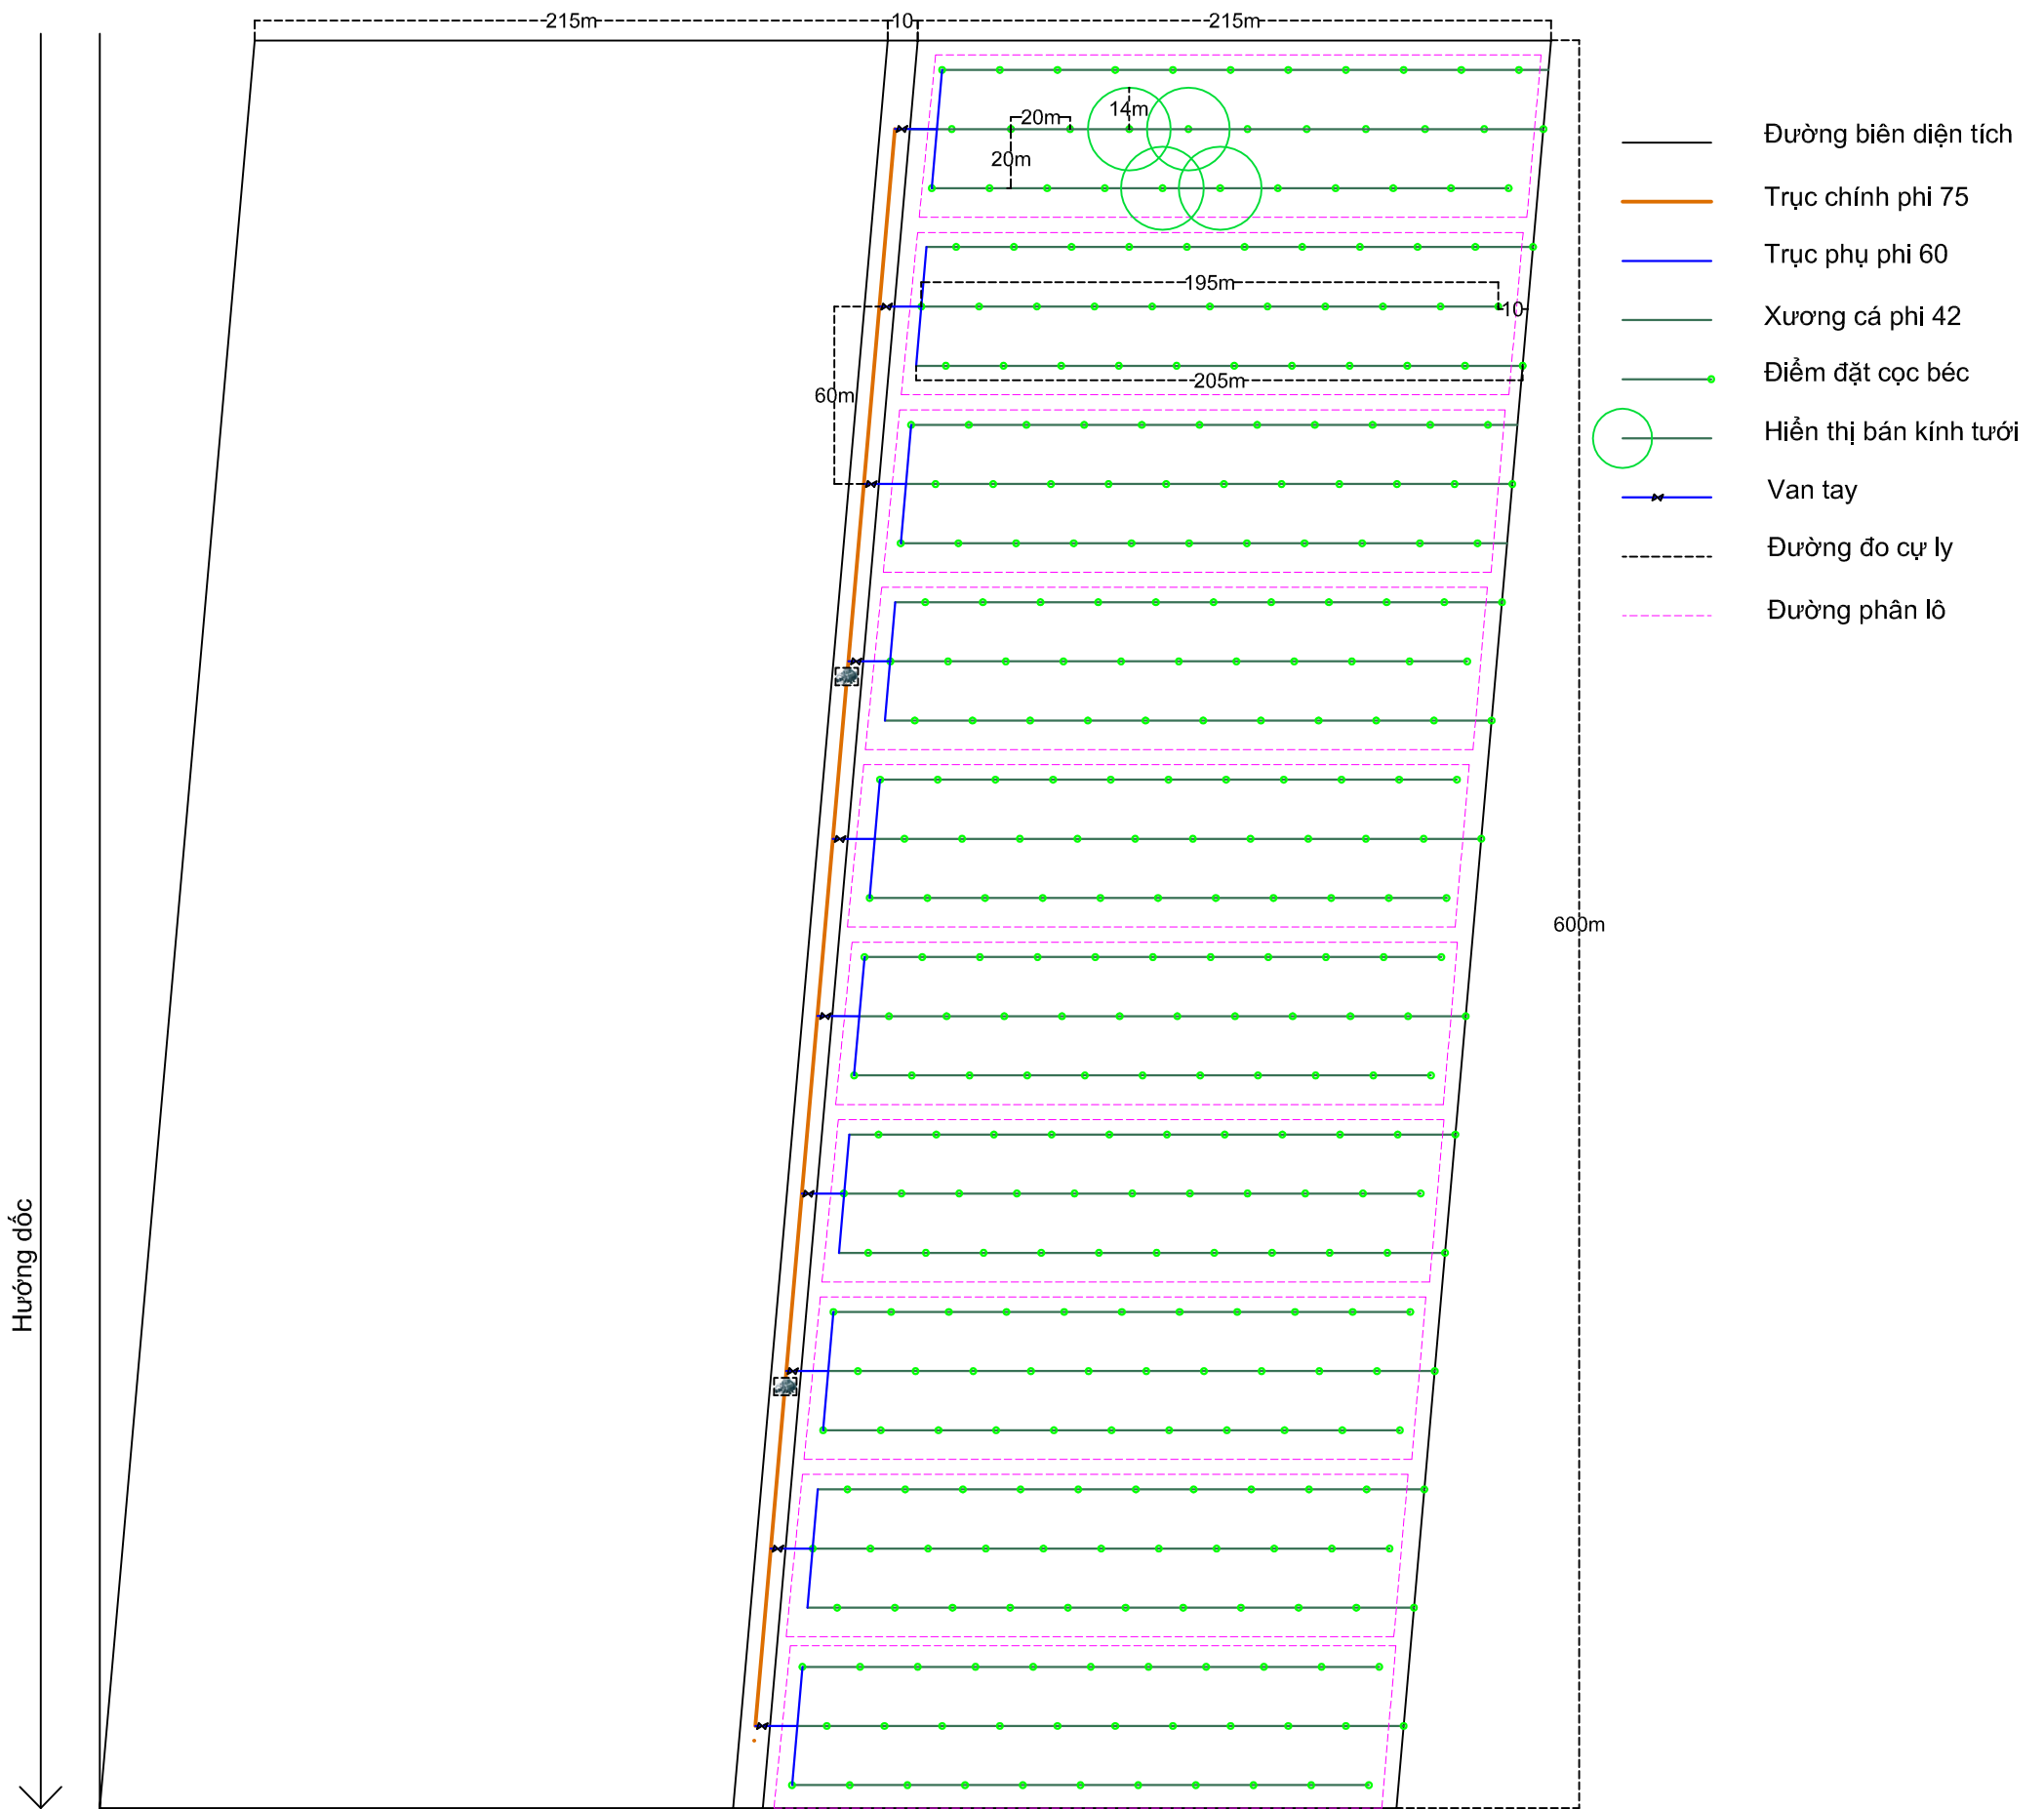 215m
10
215m
14m
20m
20m
195m
10
205m
60m
600m
Hướng dốc
Đường biên diện tích
Trục chính phi 75
Trục phụ phi 60
Xương cá phi 42
Điểm đặt cọc béc
Hiển thị bán kính tưới
Van tay
Đường đo cự ly
Đường phân lô